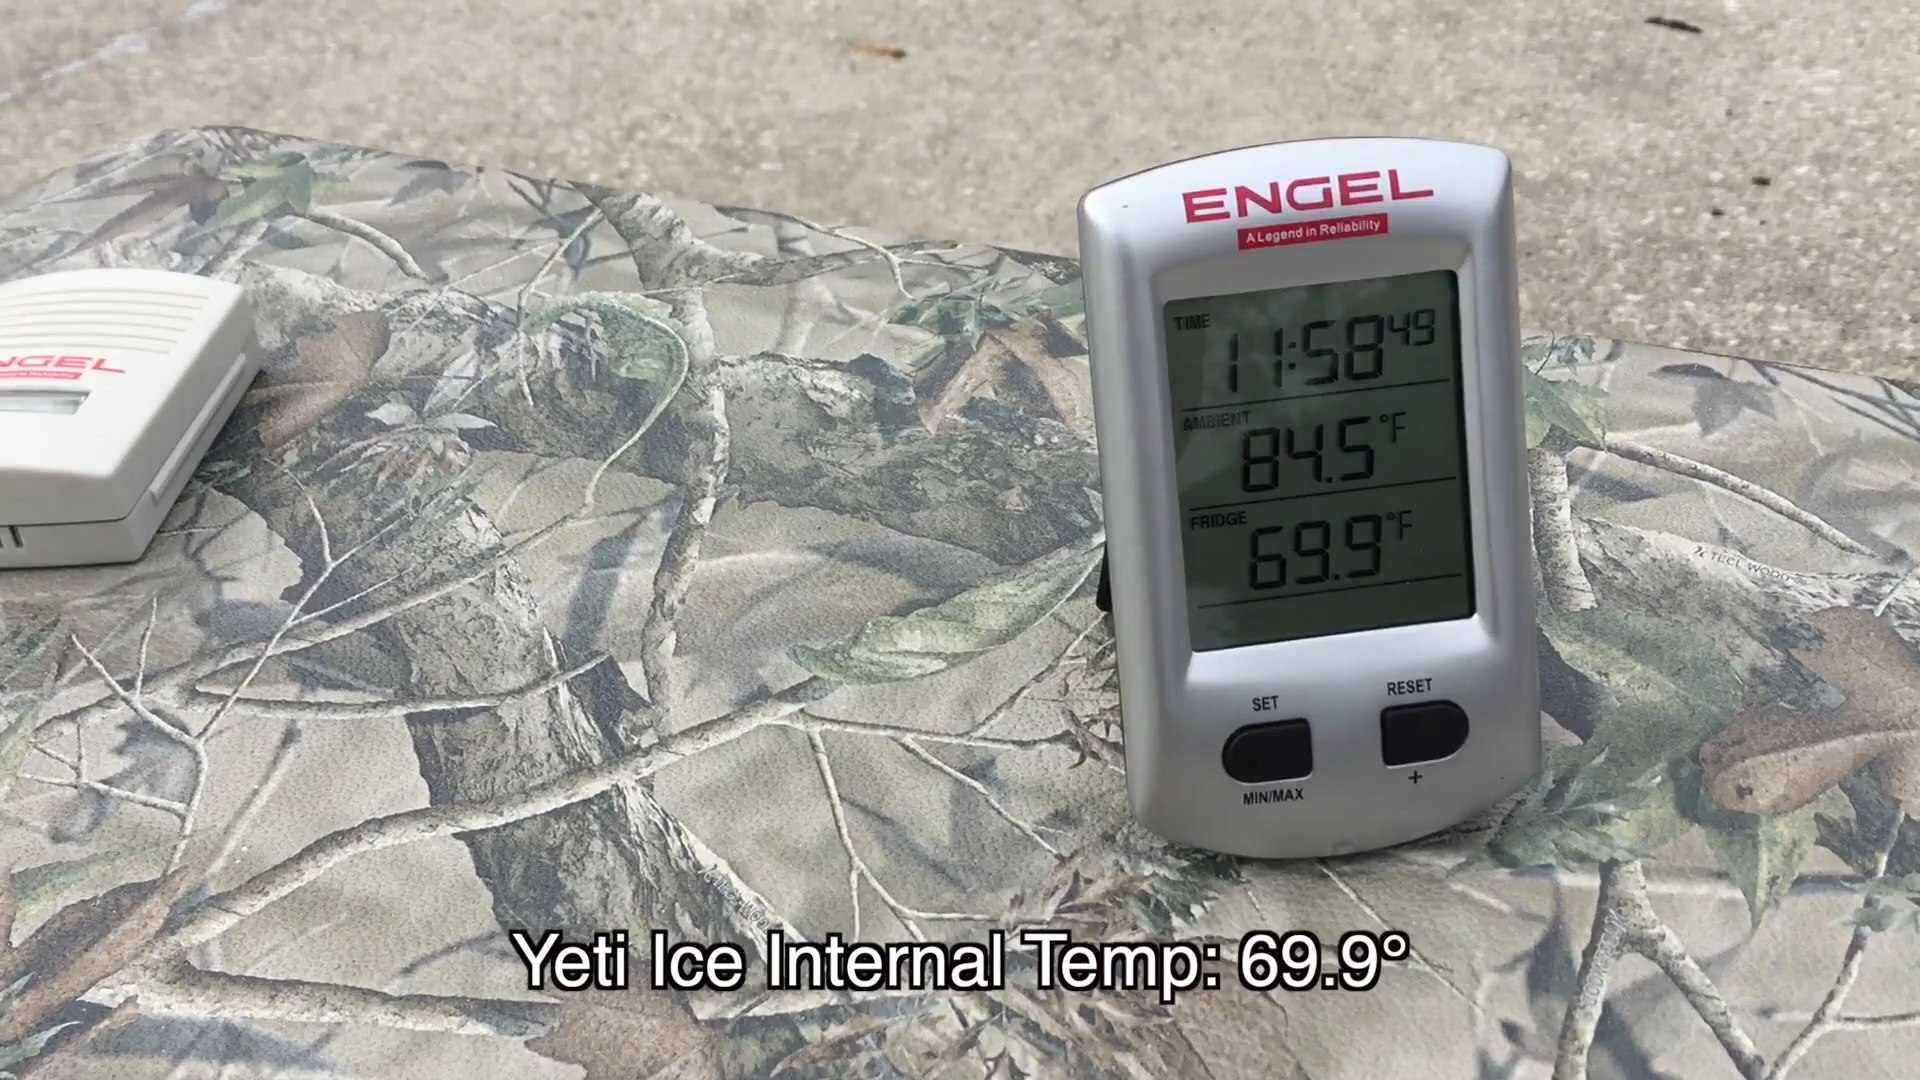 ENGEL
A Legend in Reliability
TIME
11:58 49
AMBIENT
84.5 °F
FRIDGE
69.9 °F
SET
RESET
MIN/MAX
+
NGEL
Yeti Ice Internal Temp: 69.9°